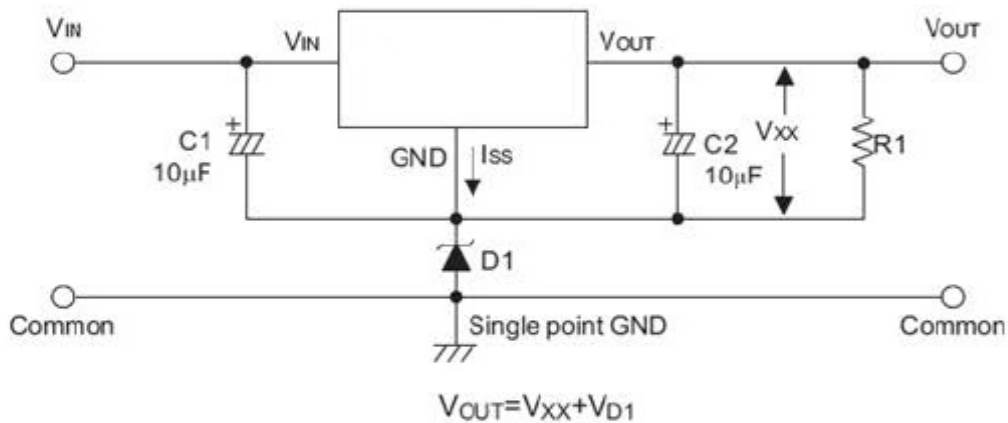 VIN
VIN
VOUT
VOUT
C1
10µF
GND
ISS
C2
10µF
VXX
R1
D1
Common
Single point GND
Common
VOUT=VXX+VD1